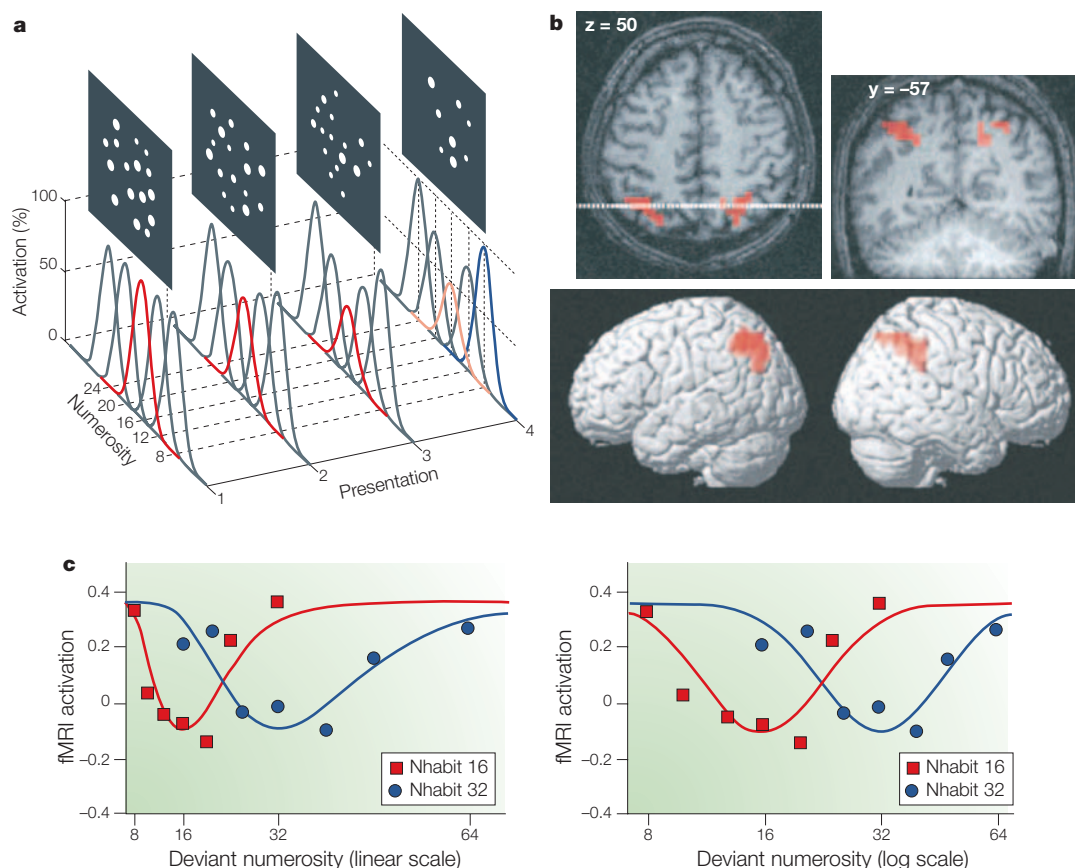 a
Activation (%)
100
50
0
24
20
16
12
8
Numerosity
1
2
3
4
Presentation
b
z = 50
y = –57
c
fMRI activation
0.4
0.2
0
–0.2
–0.4
Nhabit 16
Nhabit 32
8 16 32 64
Deviant numerosity (linear scale)
fMRI activation
0.4
0.2
0
–0.2
–0.4
Nhabit 16
Nhabit 32
8 16 32 64
Deviant numerosity (log scale)